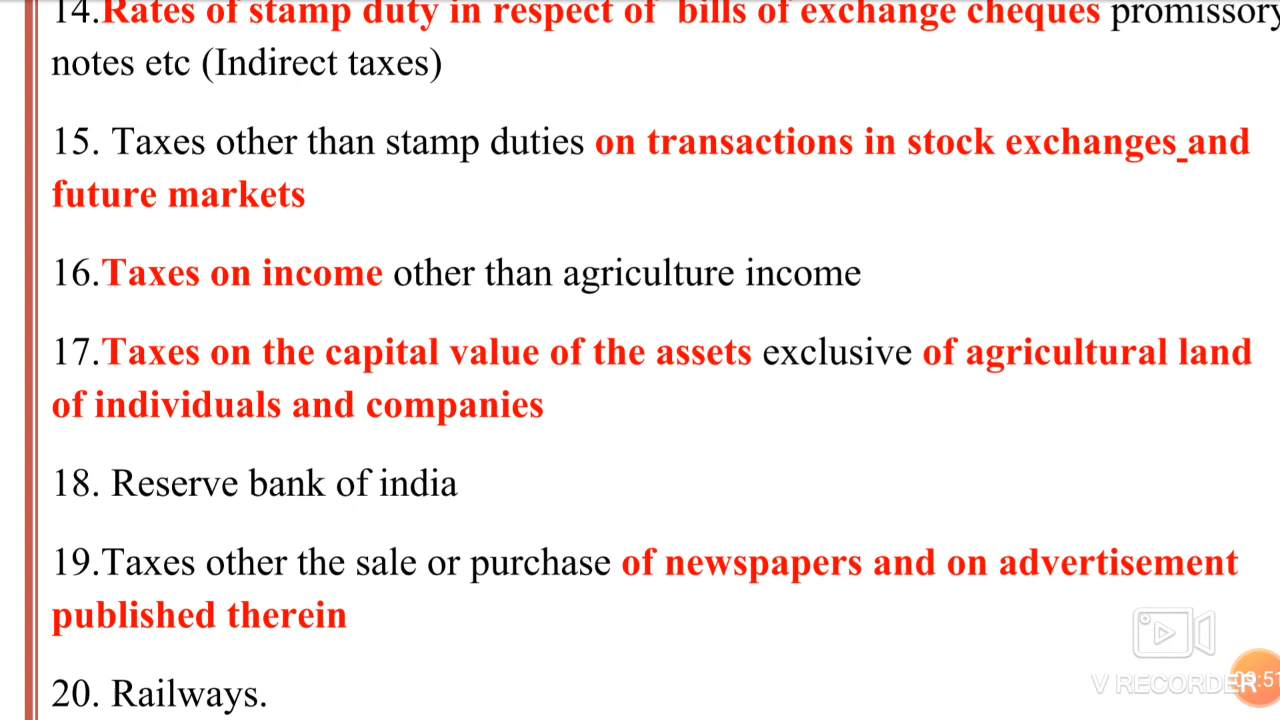 14.Rates of stamp duty in respect of bills of exchange cheques promissory
notes etc (Indirect taxes)
15. Taxes other than stamp duties on transactions in stock exchanges and
future markets
16.Taxes on income other than agriculture income
17.Taxes on the capital value of the assets exclusive of agricultural land
of individuals and companies
18. Reserve bank of india
19.Taxes other the sale or purchase of newspapers and on advertisement
published therein
20. Railways.
V RECORDER